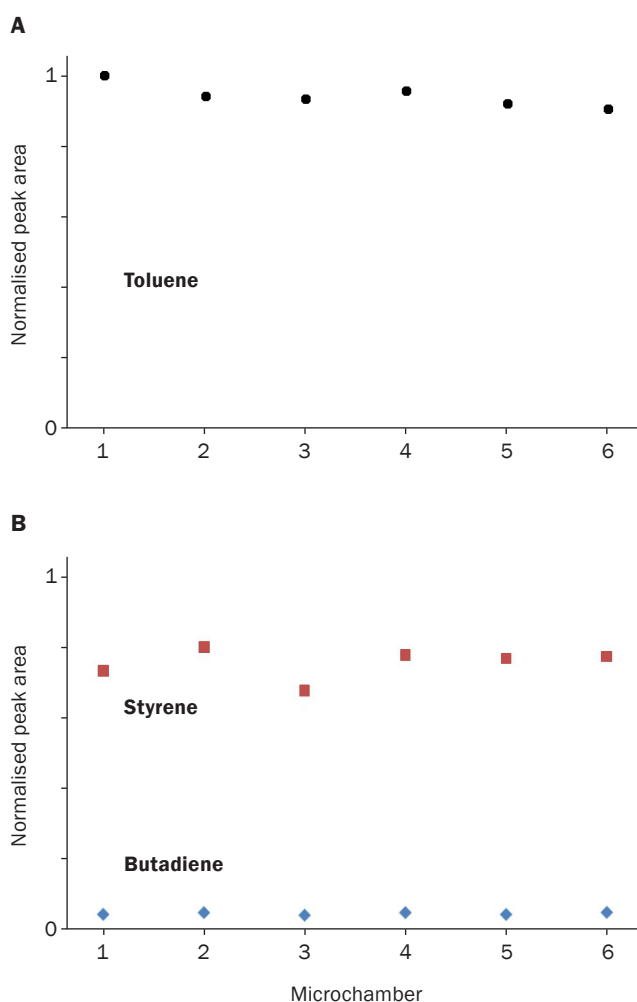 A
1
Normalised peak area
Toluene
0
1 2 3 4 5 6
B
1
Normalised peak area
Styrene
Butadiene
0
1 2 3 4 5 6
Microchamber